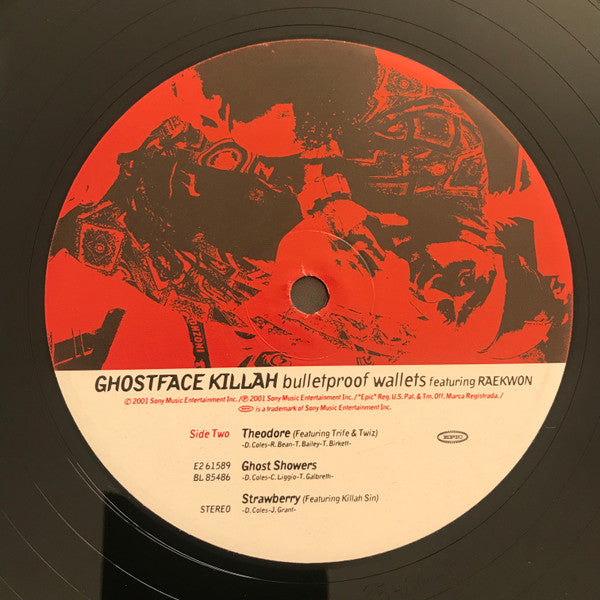 GHOSTFACE KILLAH bulletproof wallets featuring RAEKWON
© 2001 Sony Music Entertainment Inc. / ℗ 2001 Sony Music Entertainment Inc. / "Epic" Reg. U.S. Pat. & Tm. Off. Marca Registrada. /
EPIC is a trademark of Sony Music Entertainment Inc.
Side Two Theodore (Featuring Trife & Twiz)
-D. Coles-R. Bean-T. Bailey-T. Birkett-
EPIC
E2 61589 Ghost Showers
BL 85486 -D. Coles-C. Liggio-T. Galbreth-
Strawberry (Featuring Killah Sin)
STEREO -D. Coles-J. Grant-